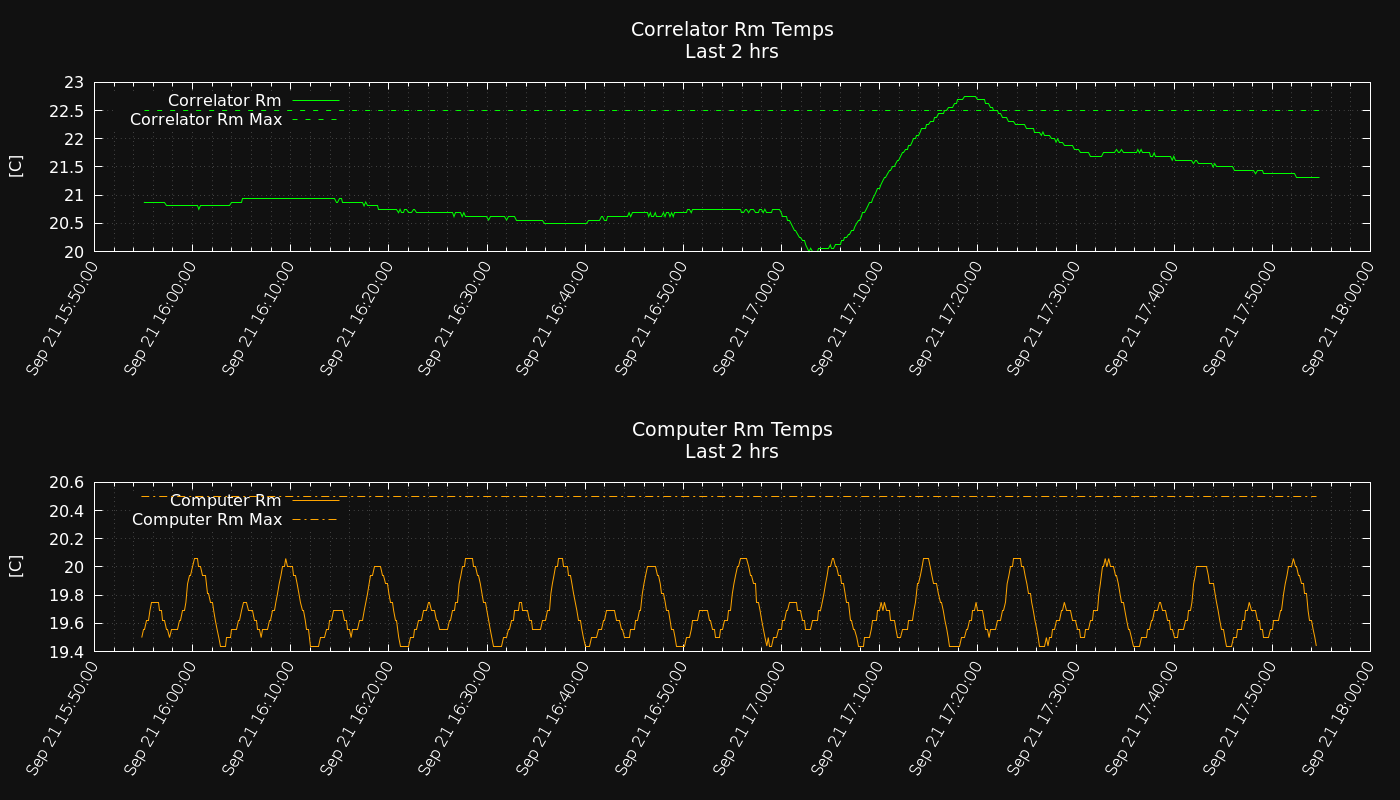 Correlator Rm Temps
Last 2 hrs
[C]
23
22.5
22
21.5
21
20.5
20
Correlator Rm
Correlator Rm Max
Sep 21 15:50:00
Sep 21 16:00:00
Sep 21 16:10:00
Sep 21 16:20:00
Sep 21 16:30:00
Sep 21 16:40:00
Sep 21 16:50:00
Sep 21 17:00:00
Sep 21 17:10:00
Sep 21 17:20:00
Sep 21 17:30:00
Sep 21 17:40:00
Sep 21 17:50:00
Sep 21 18:00:00
Computer Rm Temps
Last 2 hrs
[C]
20.6
20.4
20.2
20
19.8
19.6
19.4
Computer Rm
Computer Rm Max
Sep 21 15:50:00
Sep 21 16:00:00
Sep 21 16:10:00
Sep 21 16:20:00
Sep 21 16:30:00
Sep 21 16:40:00
Sep 21 16:50:00
Sep 21 17:00:00
Sep 21 17:10:00
Sep 21 17:20:00
Sep 21 17:30:00
Sep 21 17:40:00
Sep 21 17:50:00
Sep 21 18:00:00